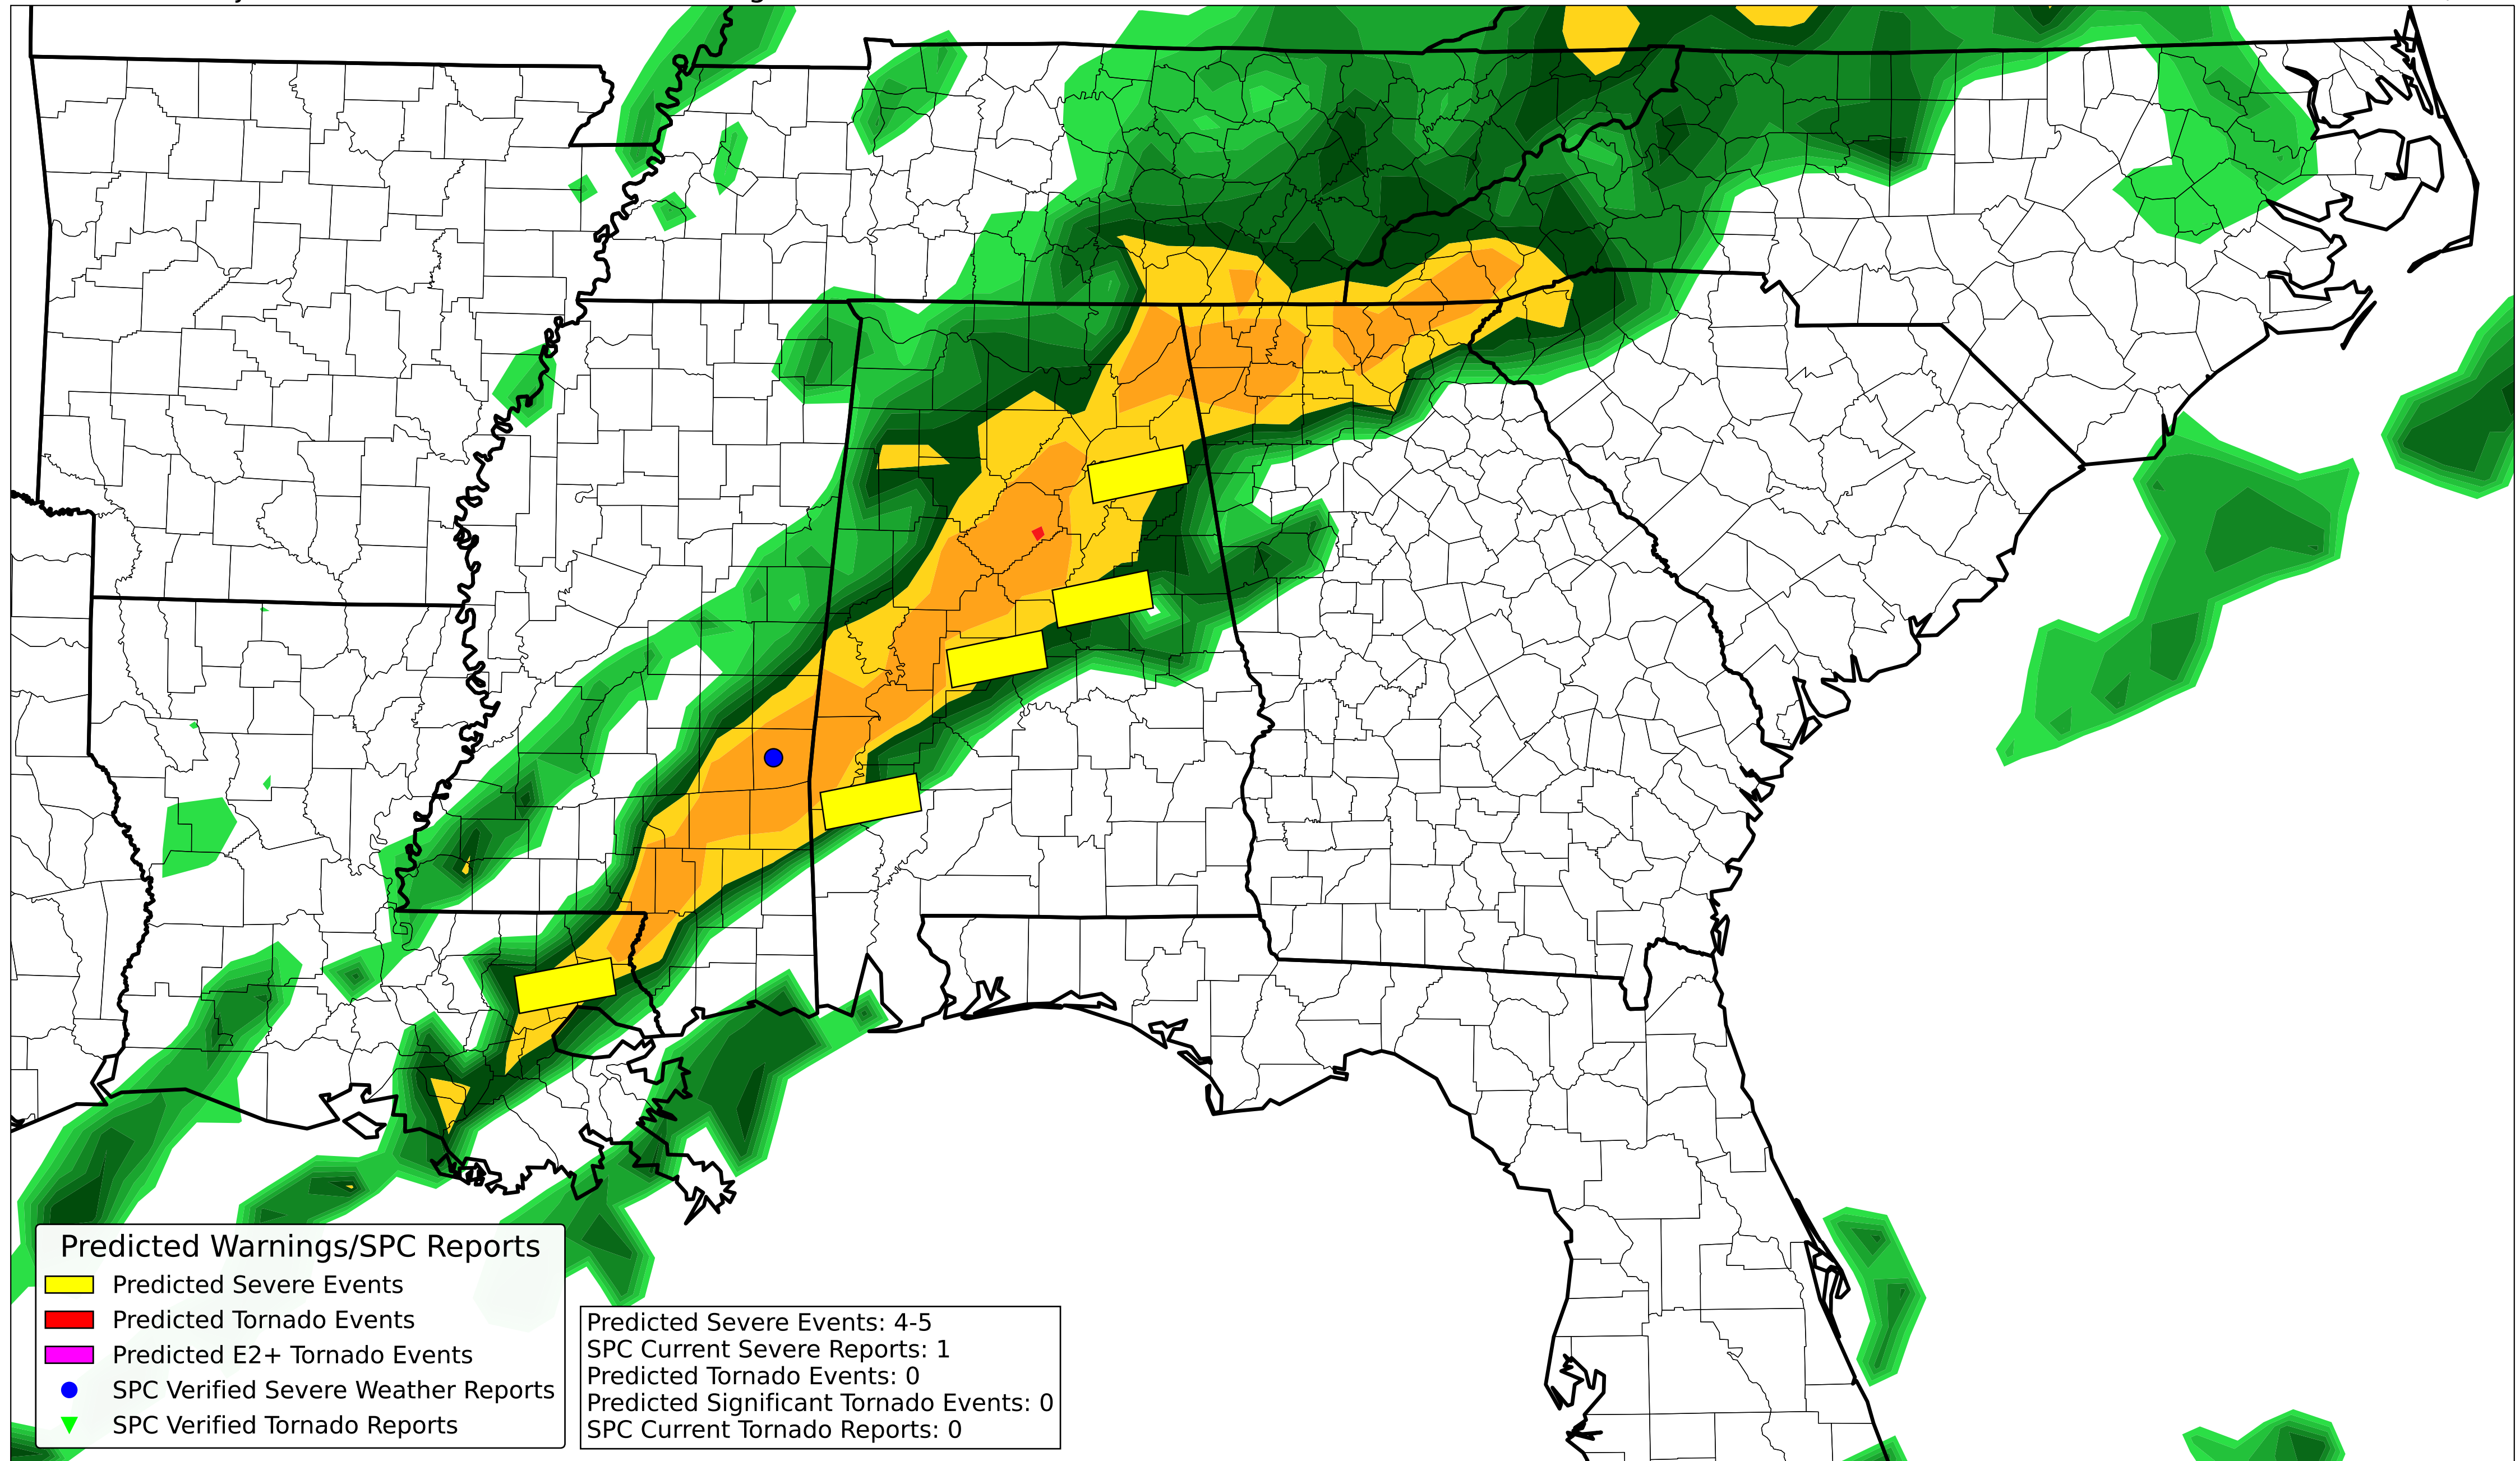 Predicted Warnings/SPC Reports
Predicted Severe Events
Predicted Tornado Events
Predicted E2+ Tornado Events
SPC Verified Severe Weather Reports
SPC Verified Tornado Reports
Predicted Severe Events: 4-5
SPC Current Severe Reports: 1
Predicted Tornado Events: 0
Predicted Significant Tornado Events: 0
SPC Current Tornado Reports: 0